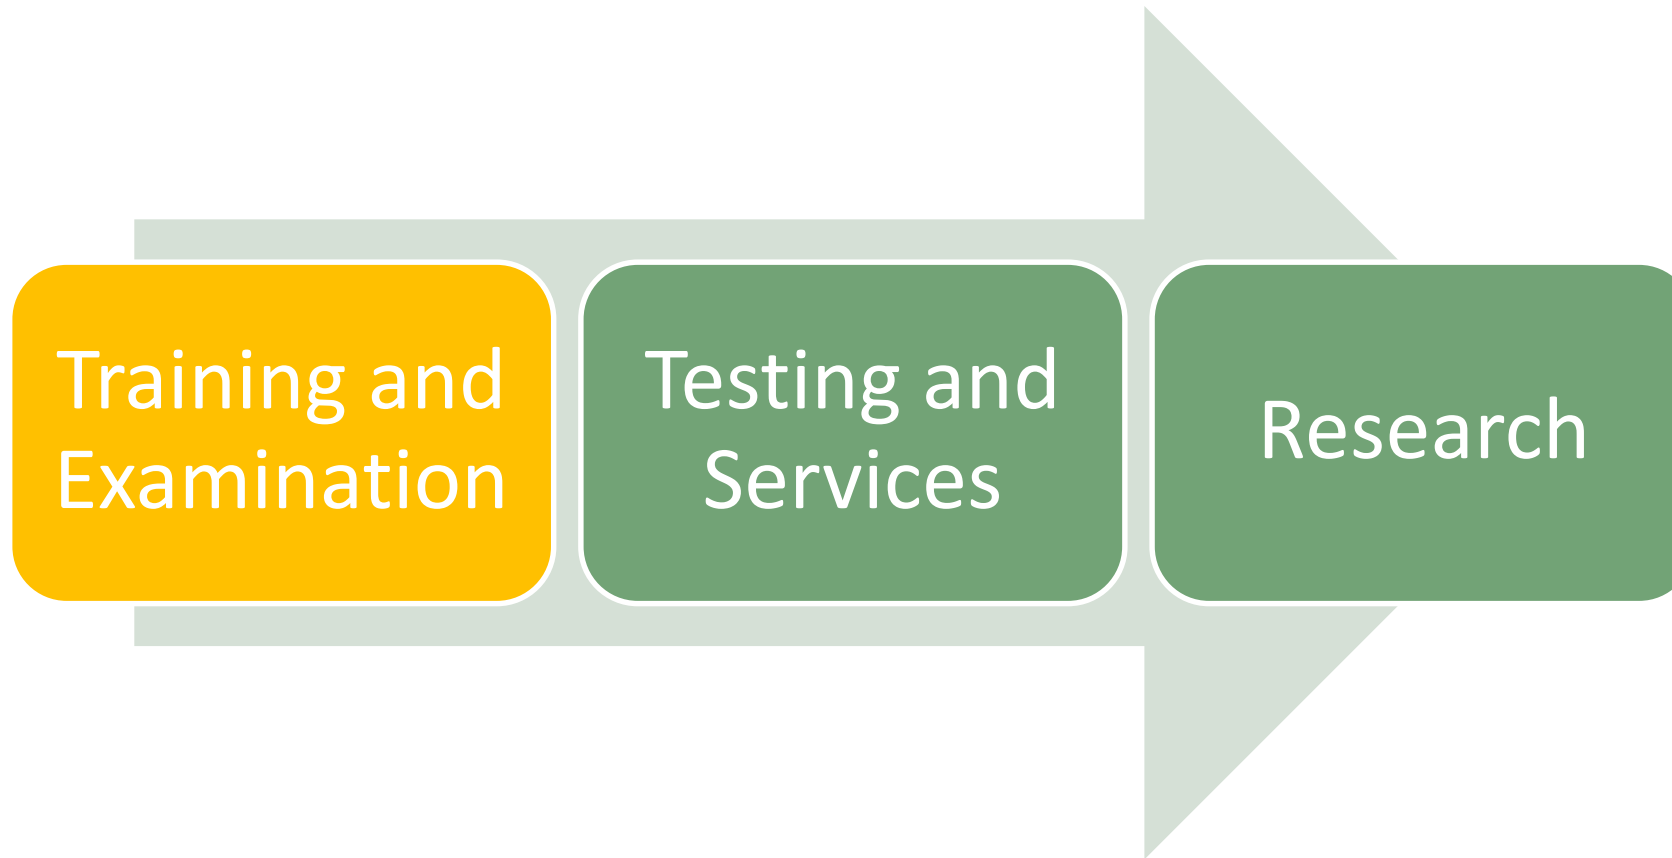 Training and
Examination
Testing and
Services
Research